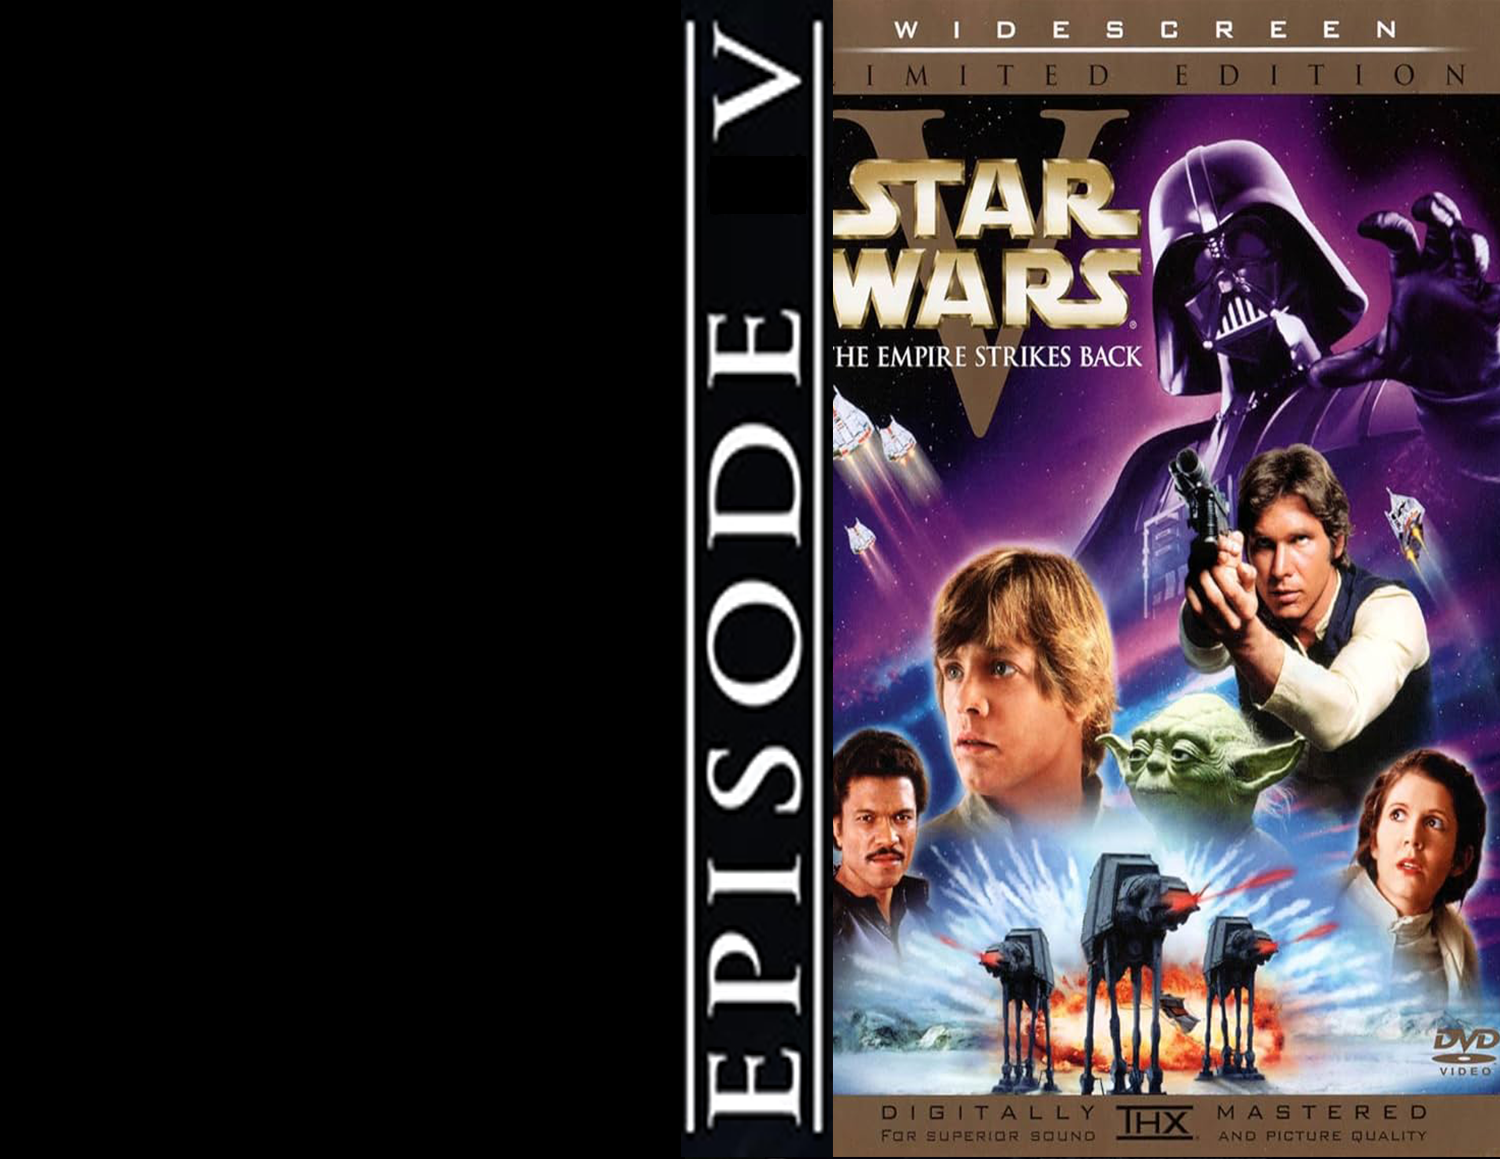 EPISODE V
WIDESCREEN
IMITED EDITION
V
STAR
WARS
HE EMPIRE STRIKES BACK
DVD
VIDEO
DIGITALLY THX MASTERED
FOR SUPERIOR SOUND AND PICTURE QUALITY